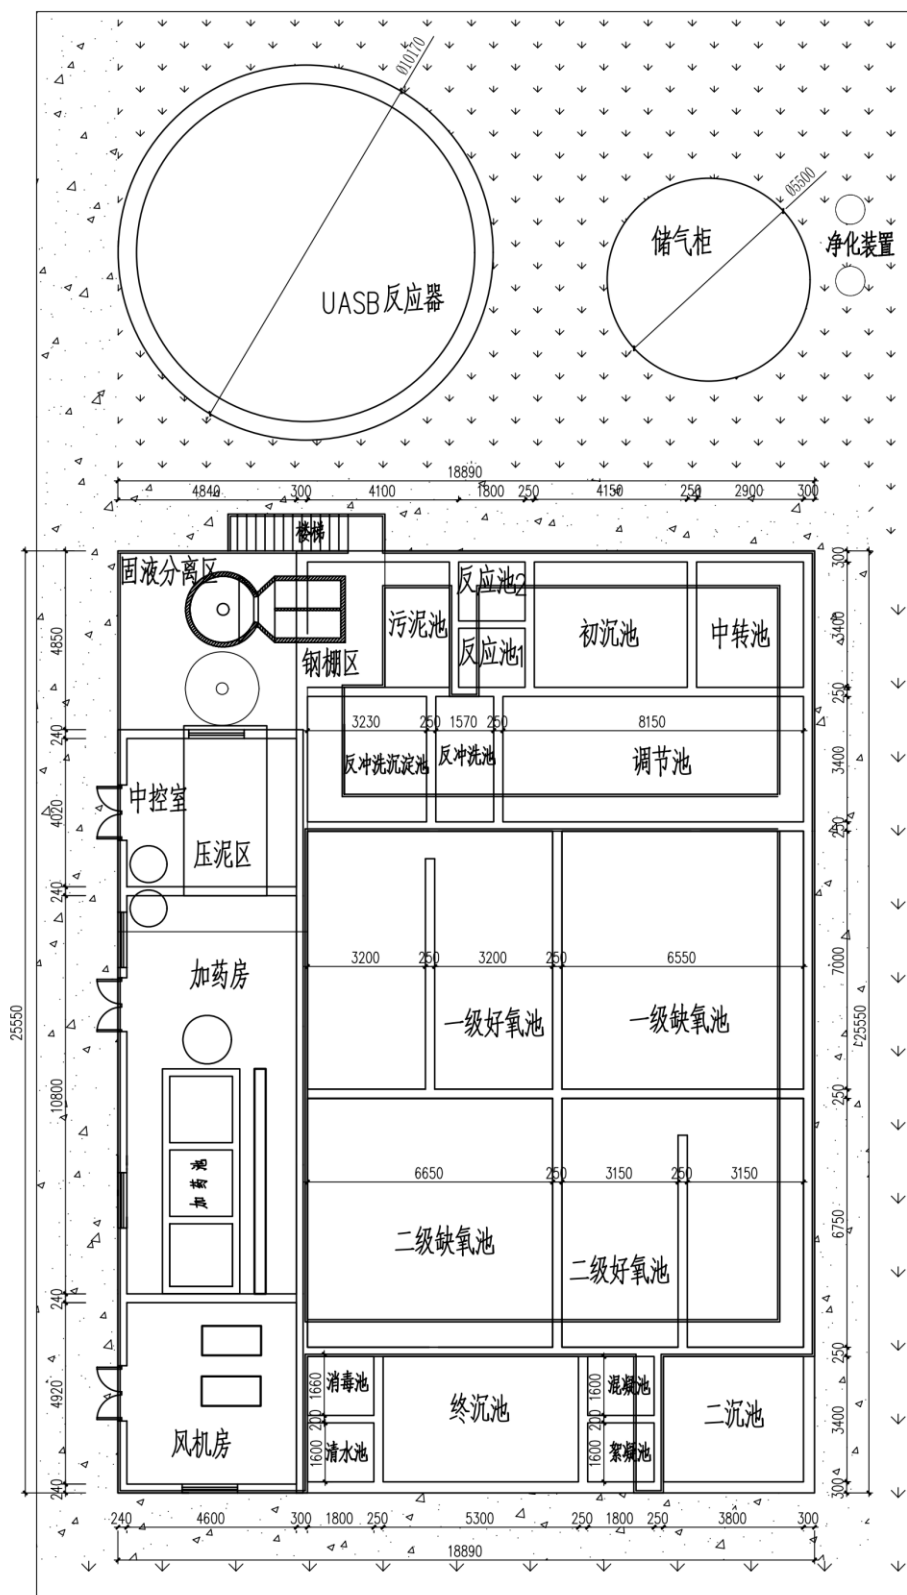 Ø10170
Ø5500
储气柜
净化装置
UASB反应器
18890
4840 300 4100 1800 250 4150 250 2900 300
楼梯
固液分离区
反应池2
污泥池
初沉池
中转池
反应池1
钢棚区
300
3400
250
3400
250
7000
250
6750
250
3400
300
25550
4850
240
4020
240
10800
240
4920
240
25550
3230 250 1570 250 8150
反冲洗沉淀池
反冲洗池
调节池
中控室
压泥区
加药房
3200 250 3200 250 6550
一级好氧池
一级缺氧池
加药池
6650 250 3150 250 3150
二级缺氧池
二级好氧池
消毒池
1660
200
1600
清水池
终沉池
混凝池
1600
200
1600
絮凝池
二沉池
风机房
240 4600 300 1800 250 5300 250 1800 250 3800 300
18890